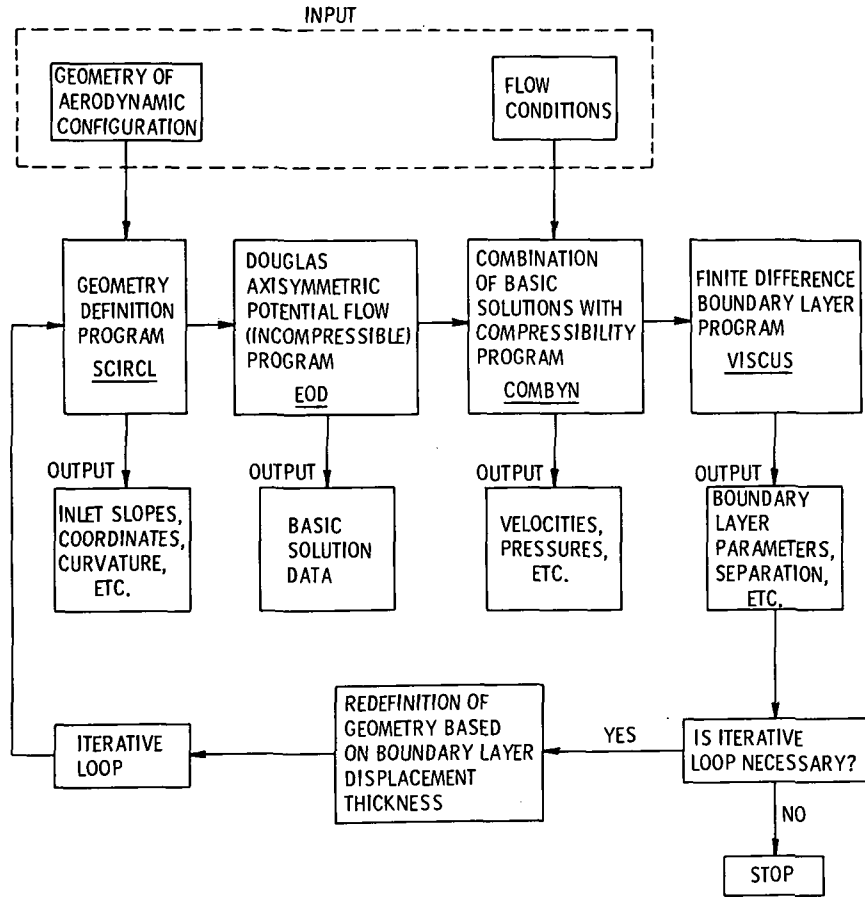 INPUT
GEOMETRY OF
AERODYNAMIC
CONFIGURATION
FLOW
CONDITIONS
GEOMETRY
DEFINITION
PROGRAM
SCIRCL
DOUGLAS
AXISYMMETRIC
POTENTIAL FLOW
(INCOMPRESSIBLE)
PROGRAM
EOD
COMBINATION
OF BASIC
SOLUTIONS WITH
COMPRESSIBILITY
PROGRAM
COMBYN
FINITE DIFFERENCE
BOUNDARY LAYER
PROGRAM
VISCUS
OUTPUT
INLET SLOPES,
COORDINATES,
CURVATURE,
ETC.
OUTPUT
BASIC
SOLUTION
DATA
OUTPUT
VELOCITIES,
PRESSURES,
ETC.
OUTPUT
BOUNDARY
LAYER
PARAMETERS,
SEPARATION,
ETC.
IS ITERATIVE
LOOP NECESSARY?
YES
REDEFINITION OF
GEOMETRY BASED
ON BOUNDARY LAYER
DISPLACEMENT
THICKNESS
ITERATIVE
LOOP
NO
STOP